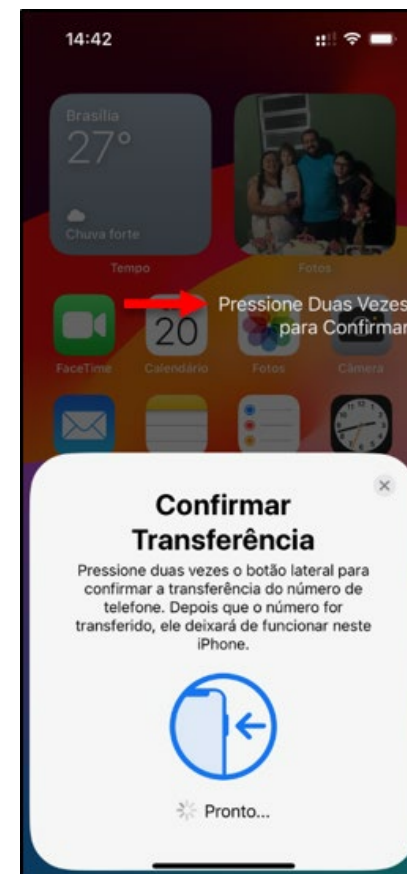 14:42
Brasília
27°
Chuva forte
Tempo
Fotos
Pressione Duas Vezes
para Confirmar
20
FaceTime
Calendário
Fotos
Câmera
Confirmar
Transferência
Pressione duas vezes o botão lateral para
confirmar a transferência do número de
telefone. Depois que o número for
transferido, ele deixará de funcionar neste
iPhone.
Pronto...